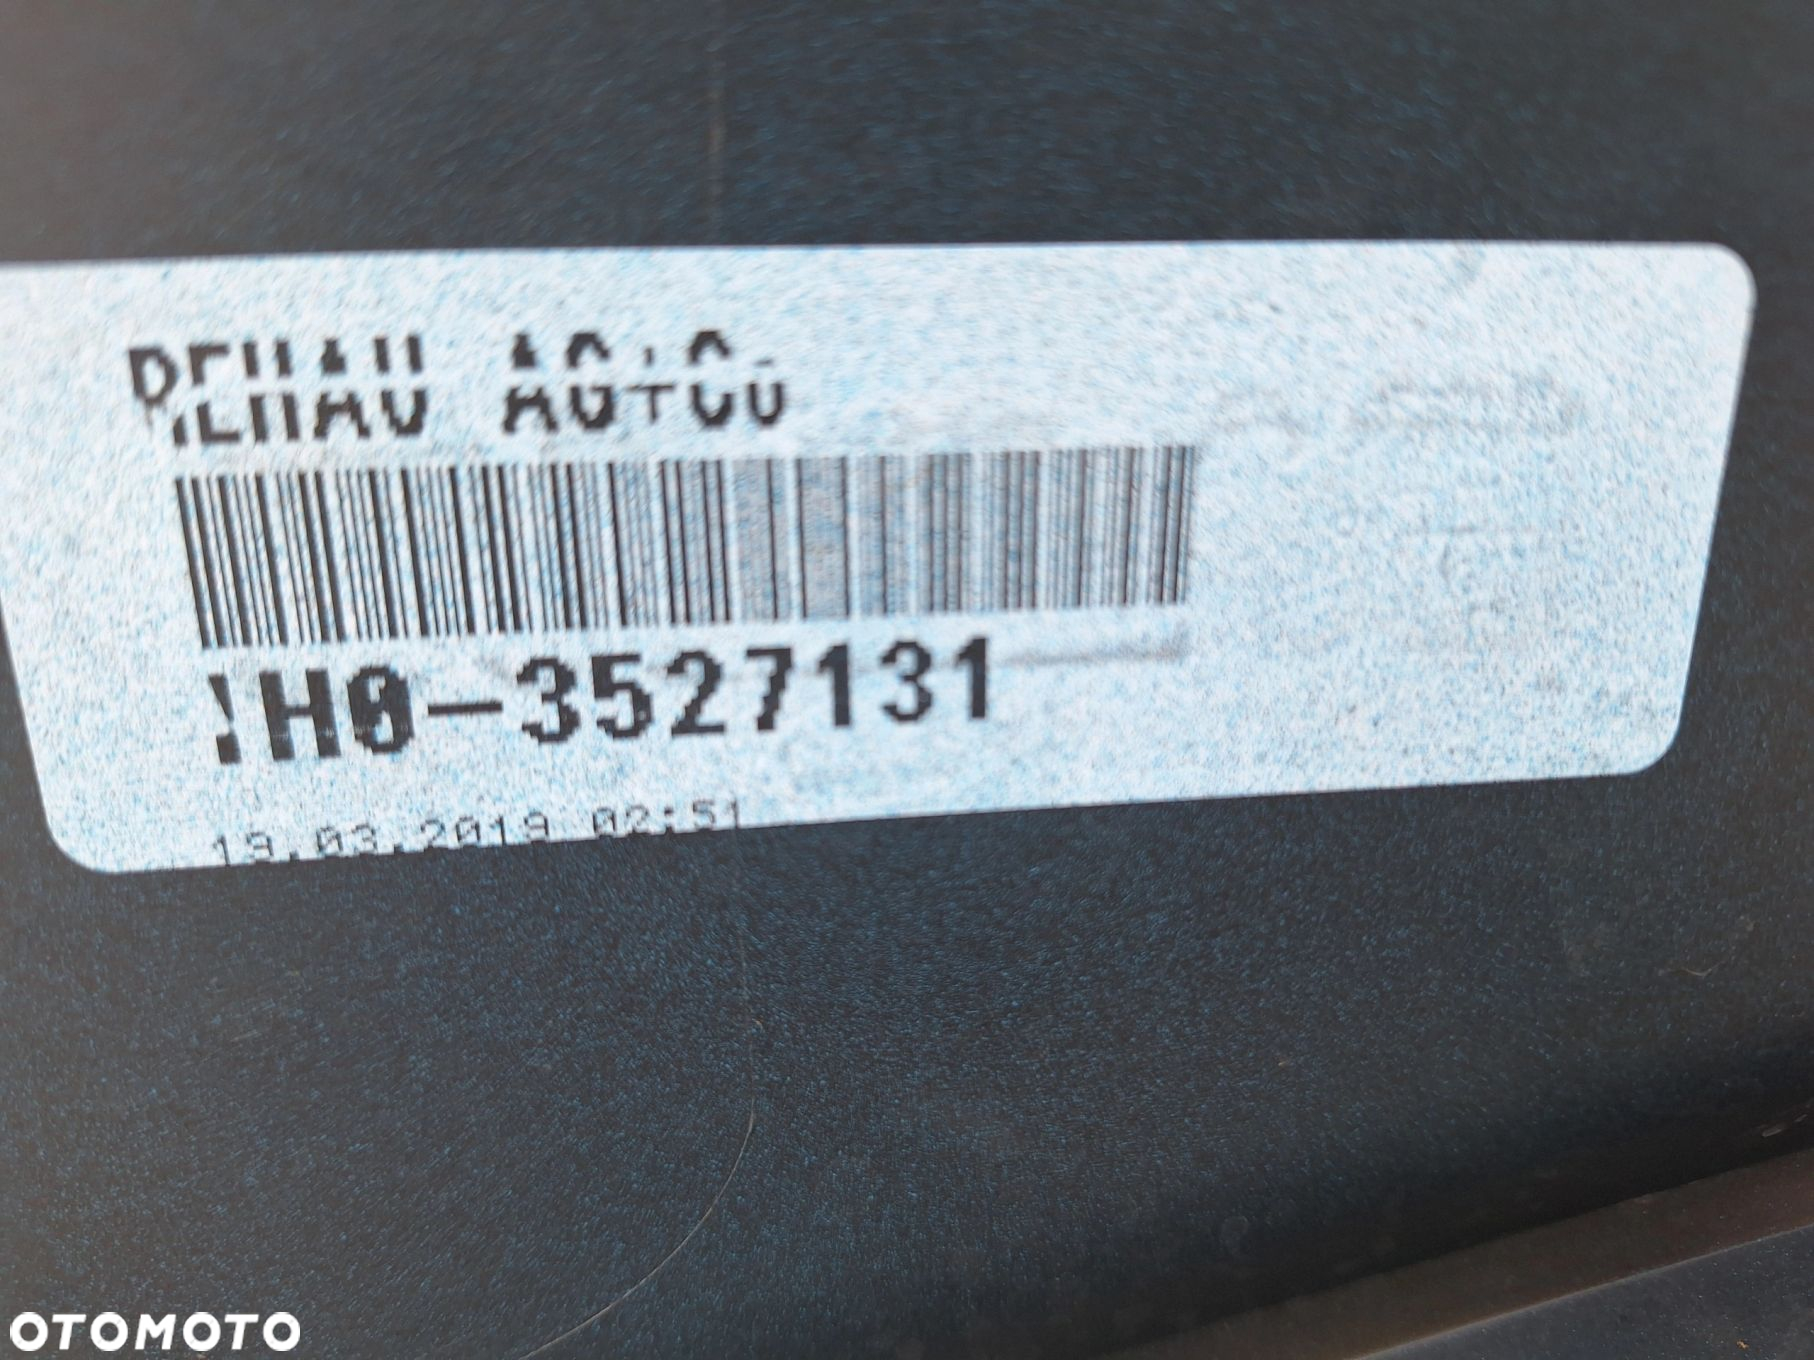 REHAU AG+Co
!H0-3527131
19.03.2019 02:51
OTOMOTO